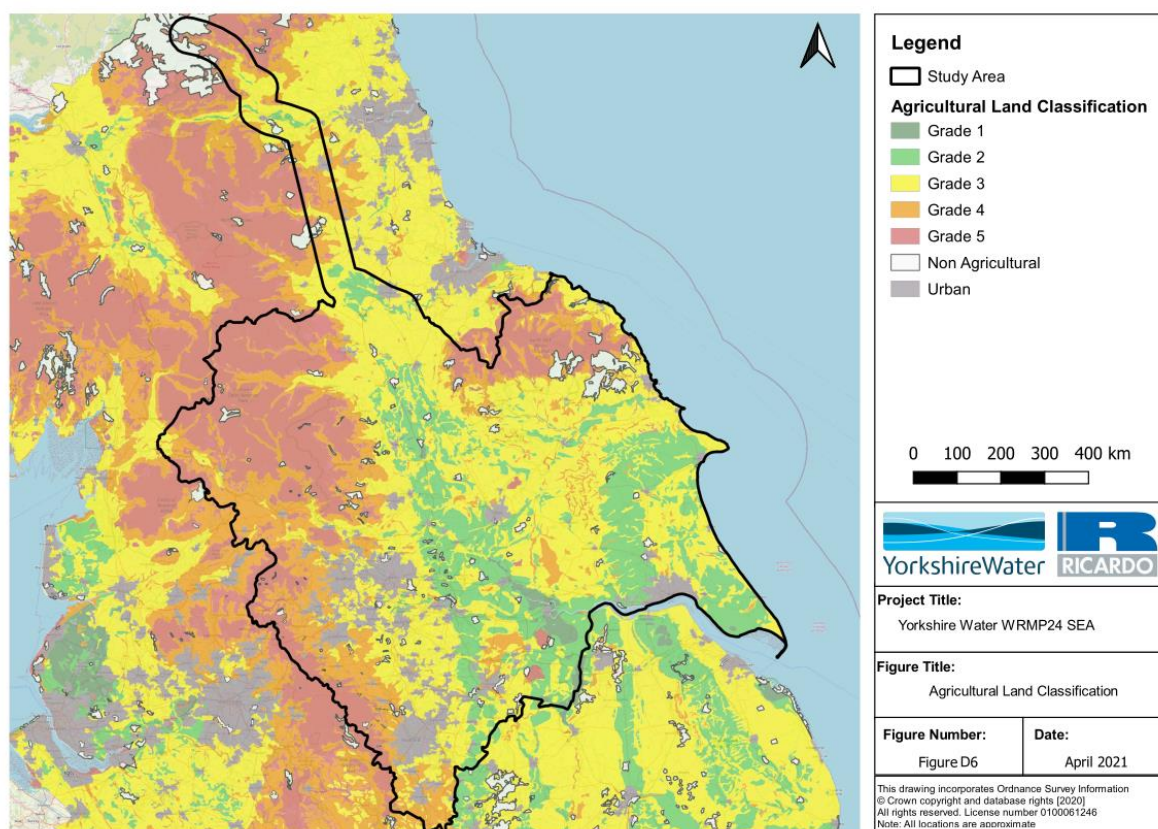 Legend
Study Area
Agricultural Land Classification
Grade 1
Grade 2
Grade 3
Grade 4
Grade 5
Non Agricultural
Urban
0 100 200 300 400 km
YorkshireWater
R
RICARDO
Project Title:
Yorkshire Water WRMP24 SEA
Figure Title:
Agricultural Land Classification
Figure Number:
Figure D6
Date:
April 2021
This drawing incorporates Ordnance Survey Information
© Crown copyright and database rights [2020]
All rights reserved. License number 0100061246
Note: All locations are approximate